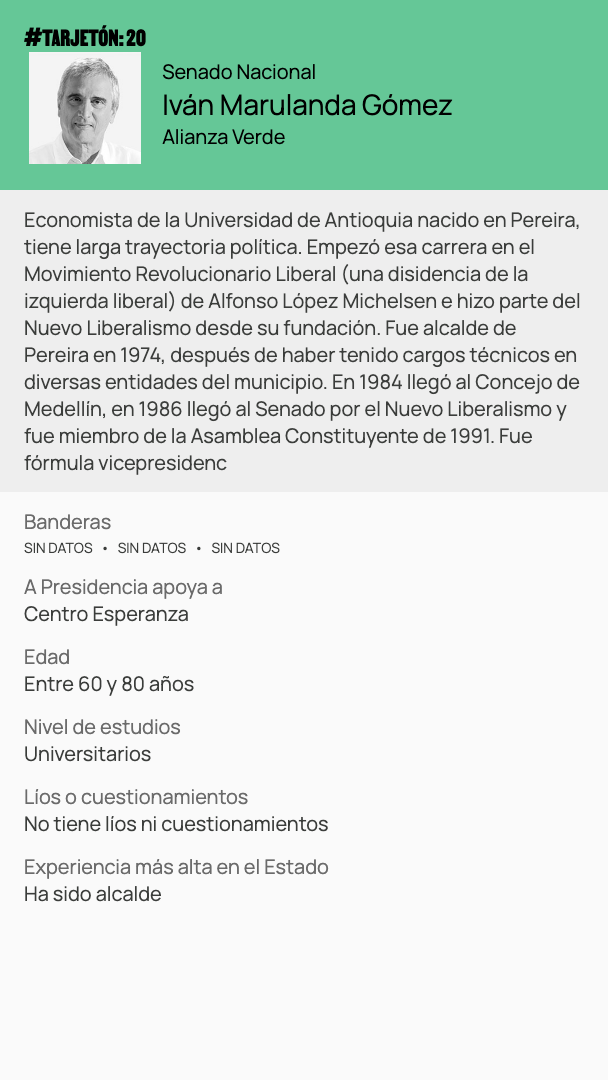 #TARJETÓN: 20
Senado Nacional
Iván Marulanda Gómez
Alianza Verde
Economista de la Universidad de Antioquia nacido en Pereira,
tiene larga trayectoria política. Empezó esa carrera en el
Movimiento Revolucionario Liberal (una disidencia de la
izquierda liberal) de Alfonso López Michelsen e hizo parte del
Nuevo Liberalismo desde su fundación. Fue alcalde de
Pereira en 1974, después de haber tenido cargos técnicos en
diversas entidades del municipio. En 1984 llegó al Concejo de
Medellín, en 1986 llegó al Senado por el Nuevo Liberalismo y
fue miembro de la Asamblea Constituyente de 1991. Fue
fórmula vicepresidenc
Banderas
SIN DATOS • SIN DATOS • SIN DATOS
A Presidencia apoya a
Centro Esperanza
Edad
Entre 60 y 80 años
Nivel de estudios
Universitarios
Líos o cuestionamientos
No tiene líos ni cuestionamientos
Experiencia más alta en el Estado
Ha sido alcalde